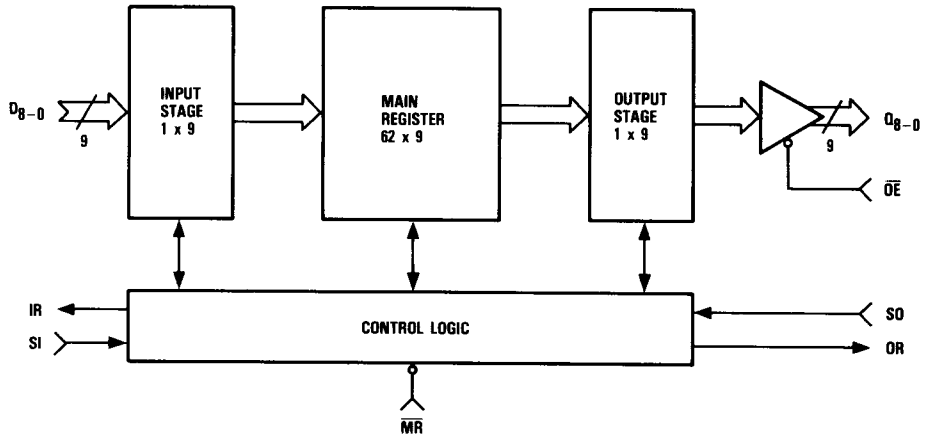 D8-0
9
INPUT
STAGE
1 x 9
MAIN
REGISTER
62 x 9
OUTPUT
STAGE
1 x 9
9
Q8-0
OE
IR
SI
CONTROL LOGIC
SO
OR
MR